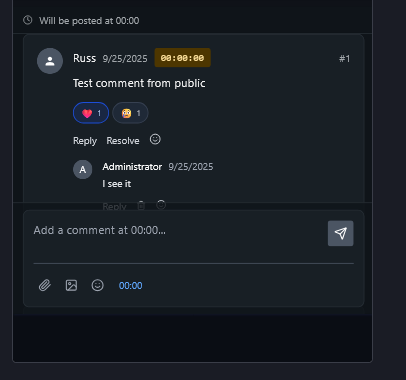 Will be posted at 00:00
Russ 9/25/2025 00:00:00 #1
Test comment from public
1 1
Reply Resolve
A Administrator 9/25/2025
I see it
Reply
Add a comment at 00:00...
00:00